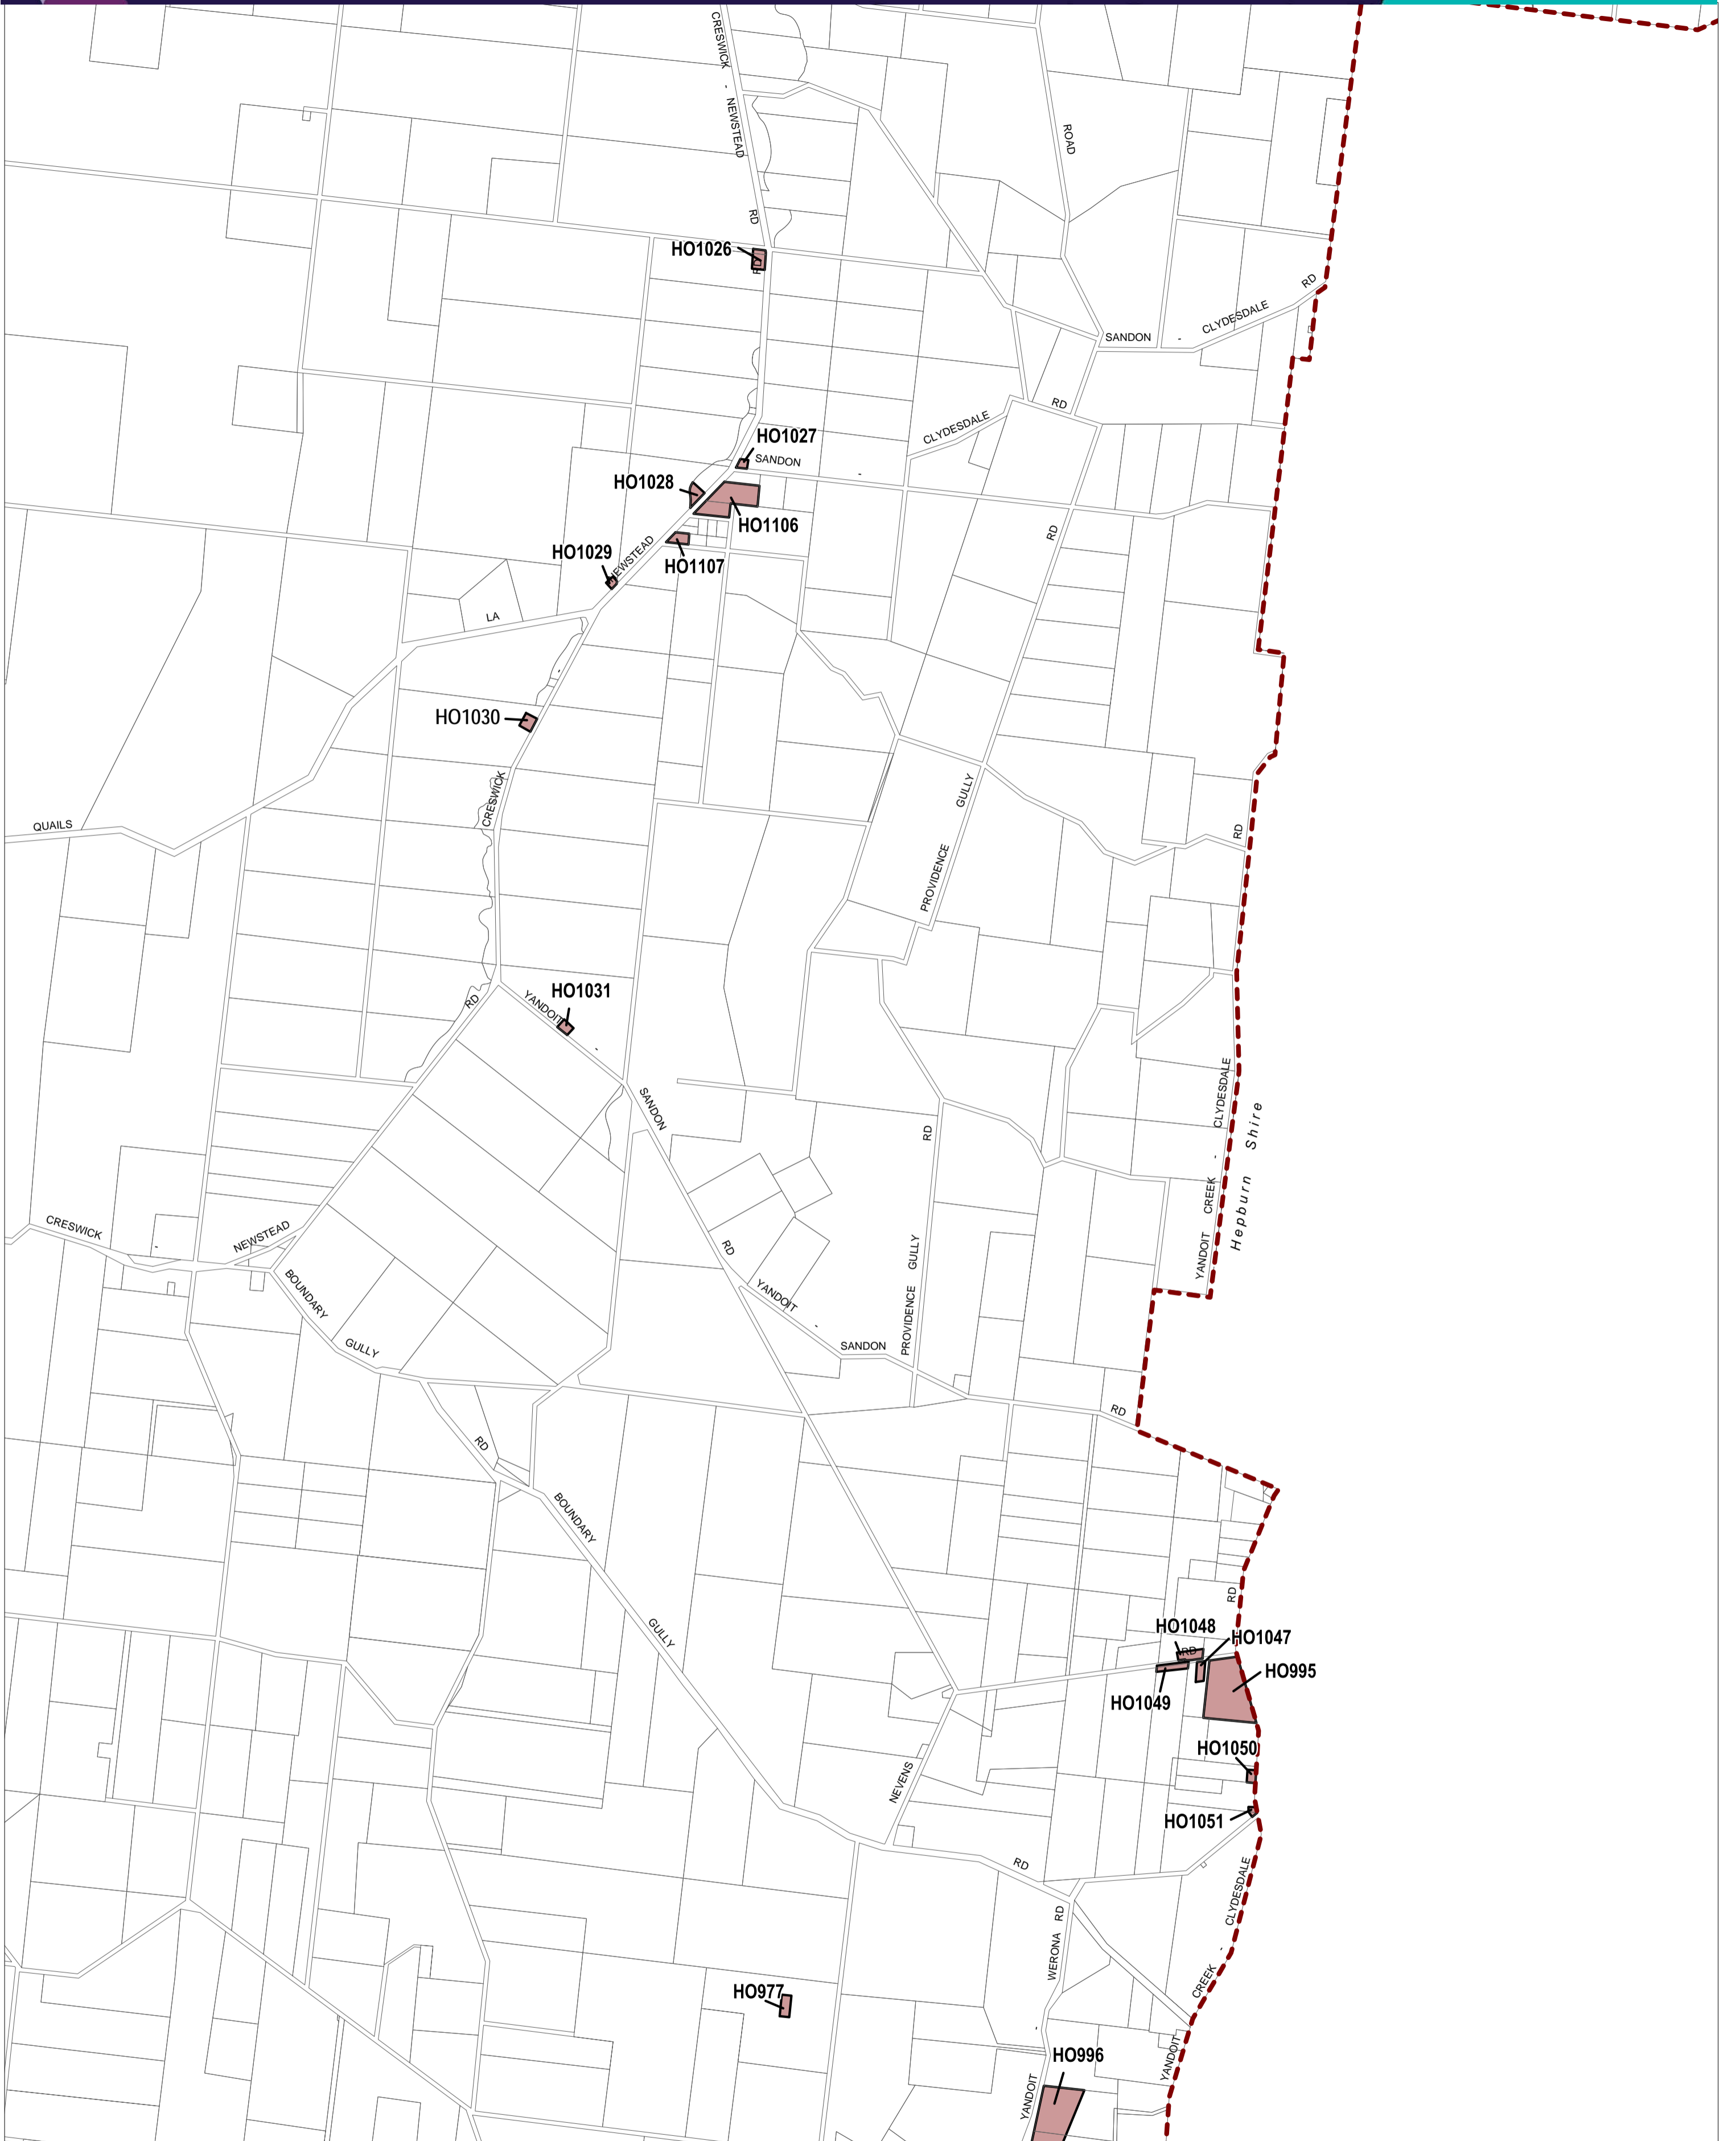 CRESWICK
-
NEWSTEAD
RD
ROAD
HO1026
RD
CLYDESDALE
SANDON
-
RD
CLYDESDALE
HO1027
SANDON
-
HO1028
HO1106
RD
HO1029
NEWSTEAD
HO1107
LA
-
HO1030
CRESWICK
GULLY
QUAILS
RD
PROVIDENCE
HO1031
YANDOIT
RD
-
CLYDESDALE
SANDON
Hepburn Shire
RD
-
CREEK
CRESWICK
-
NEWSTEAD
YANDOIT
RD
GULLY
BOUNDARY
YANDOIT
-
PROVIDENCE
GULLY
SANDON
RD
RD
BOUNDARY
RD
GULLY
HO1048
HO1047
RD
HO995
HO1049
HO1050
NEVENS
HO1051
RD
CLYDESDALE
RD
WERONA
-
CREEK
HO977
-
YANDOIT
HO996
YANDOIT